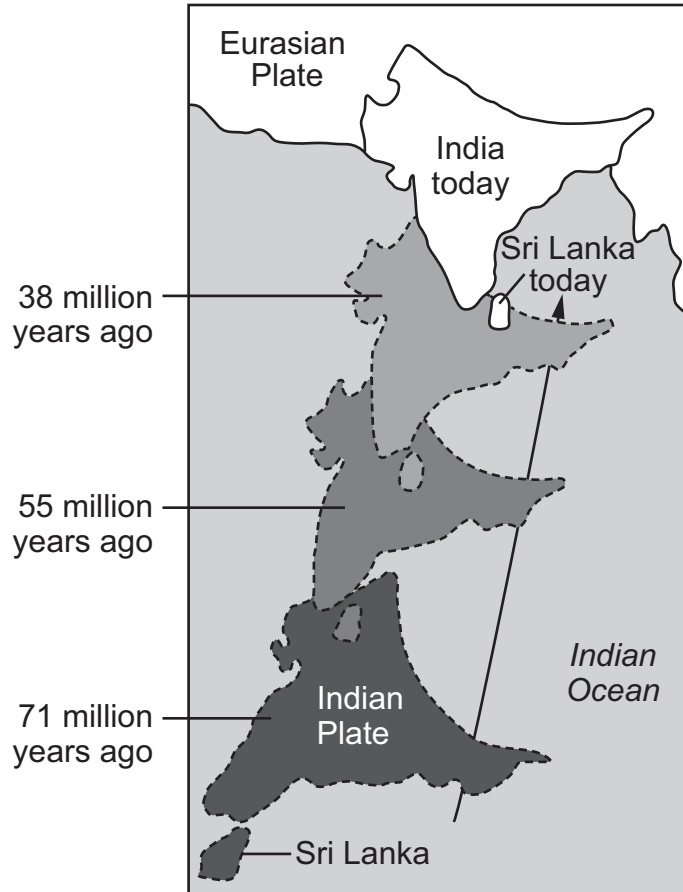 Eurasian
Plate
India
today
Sri Lanka
today
38 million
years ago
55 million
years ago
Indian
Ocean
71 million
years ago
Indian
Plate
Sri Lanka